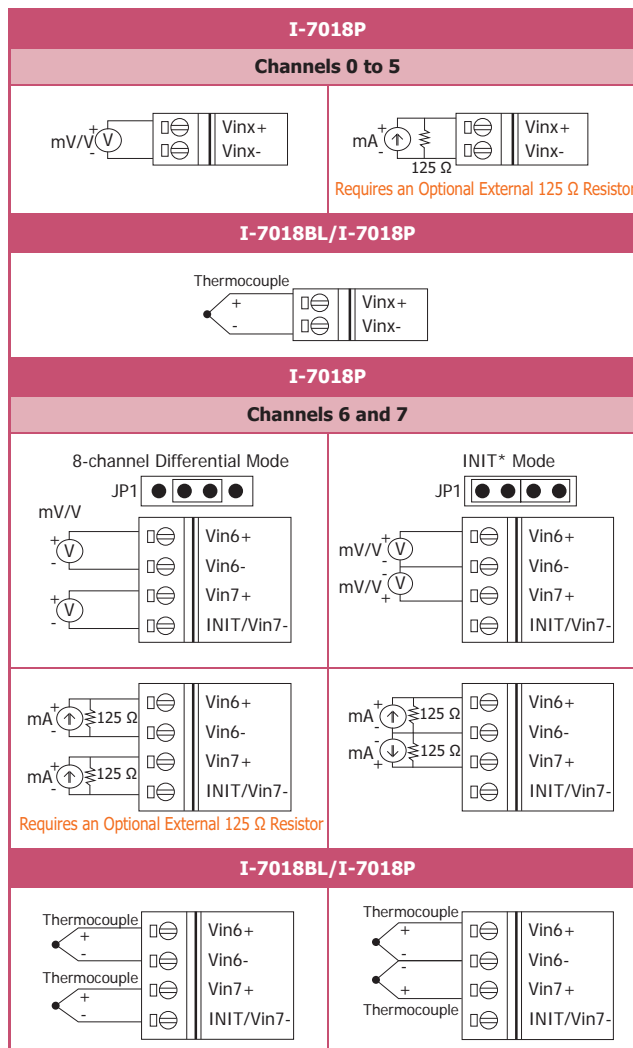 I-7018P
Channels 0 to 5
+
mV/V
V
-
Vinx+
Vinx-
+
mA
-
125 Ω
Vinx+
Vinx-
Requires an Optional External 125 Ω Resistor
I-7018BL/I-7018P
Thermocouple
+
-
Vinx+
Vinx-
I-7018P
Channels 6 and 7
8-channel Differential Mode
JP1
mV/V
+
V
-
+
V
-
Vin6+
Vin6-
Vin7+
INIT/Vin7-
INIT* Mode
JP1
+
mV/V
V
-
-
mV/V
V
+
Vin6+
Vin6-
Vin7+
INIT/Vin7-
+
mA
125 Ω
-
+
mA
125 Ω
-
Vin6+
Vin6-
Vin7+
INIT/Vin7-
Requires an Optional External 125 Ω Resistor
+
mA
125 Ω
-
-
mA
125 Ω
+
Vin6+
Vin6-
Vin7+
INIT/Vin7-
I-7018BL/I-7018P
Thermocouple
+
-
Thermocouple
+
-
Vin6+
Vin6-
Vin7+
INIT/Vin7-
Thermocouple
+
-
-
+
Thermocouple
Vin6+
Vin6-
Vin7+
INIT/Vin7-